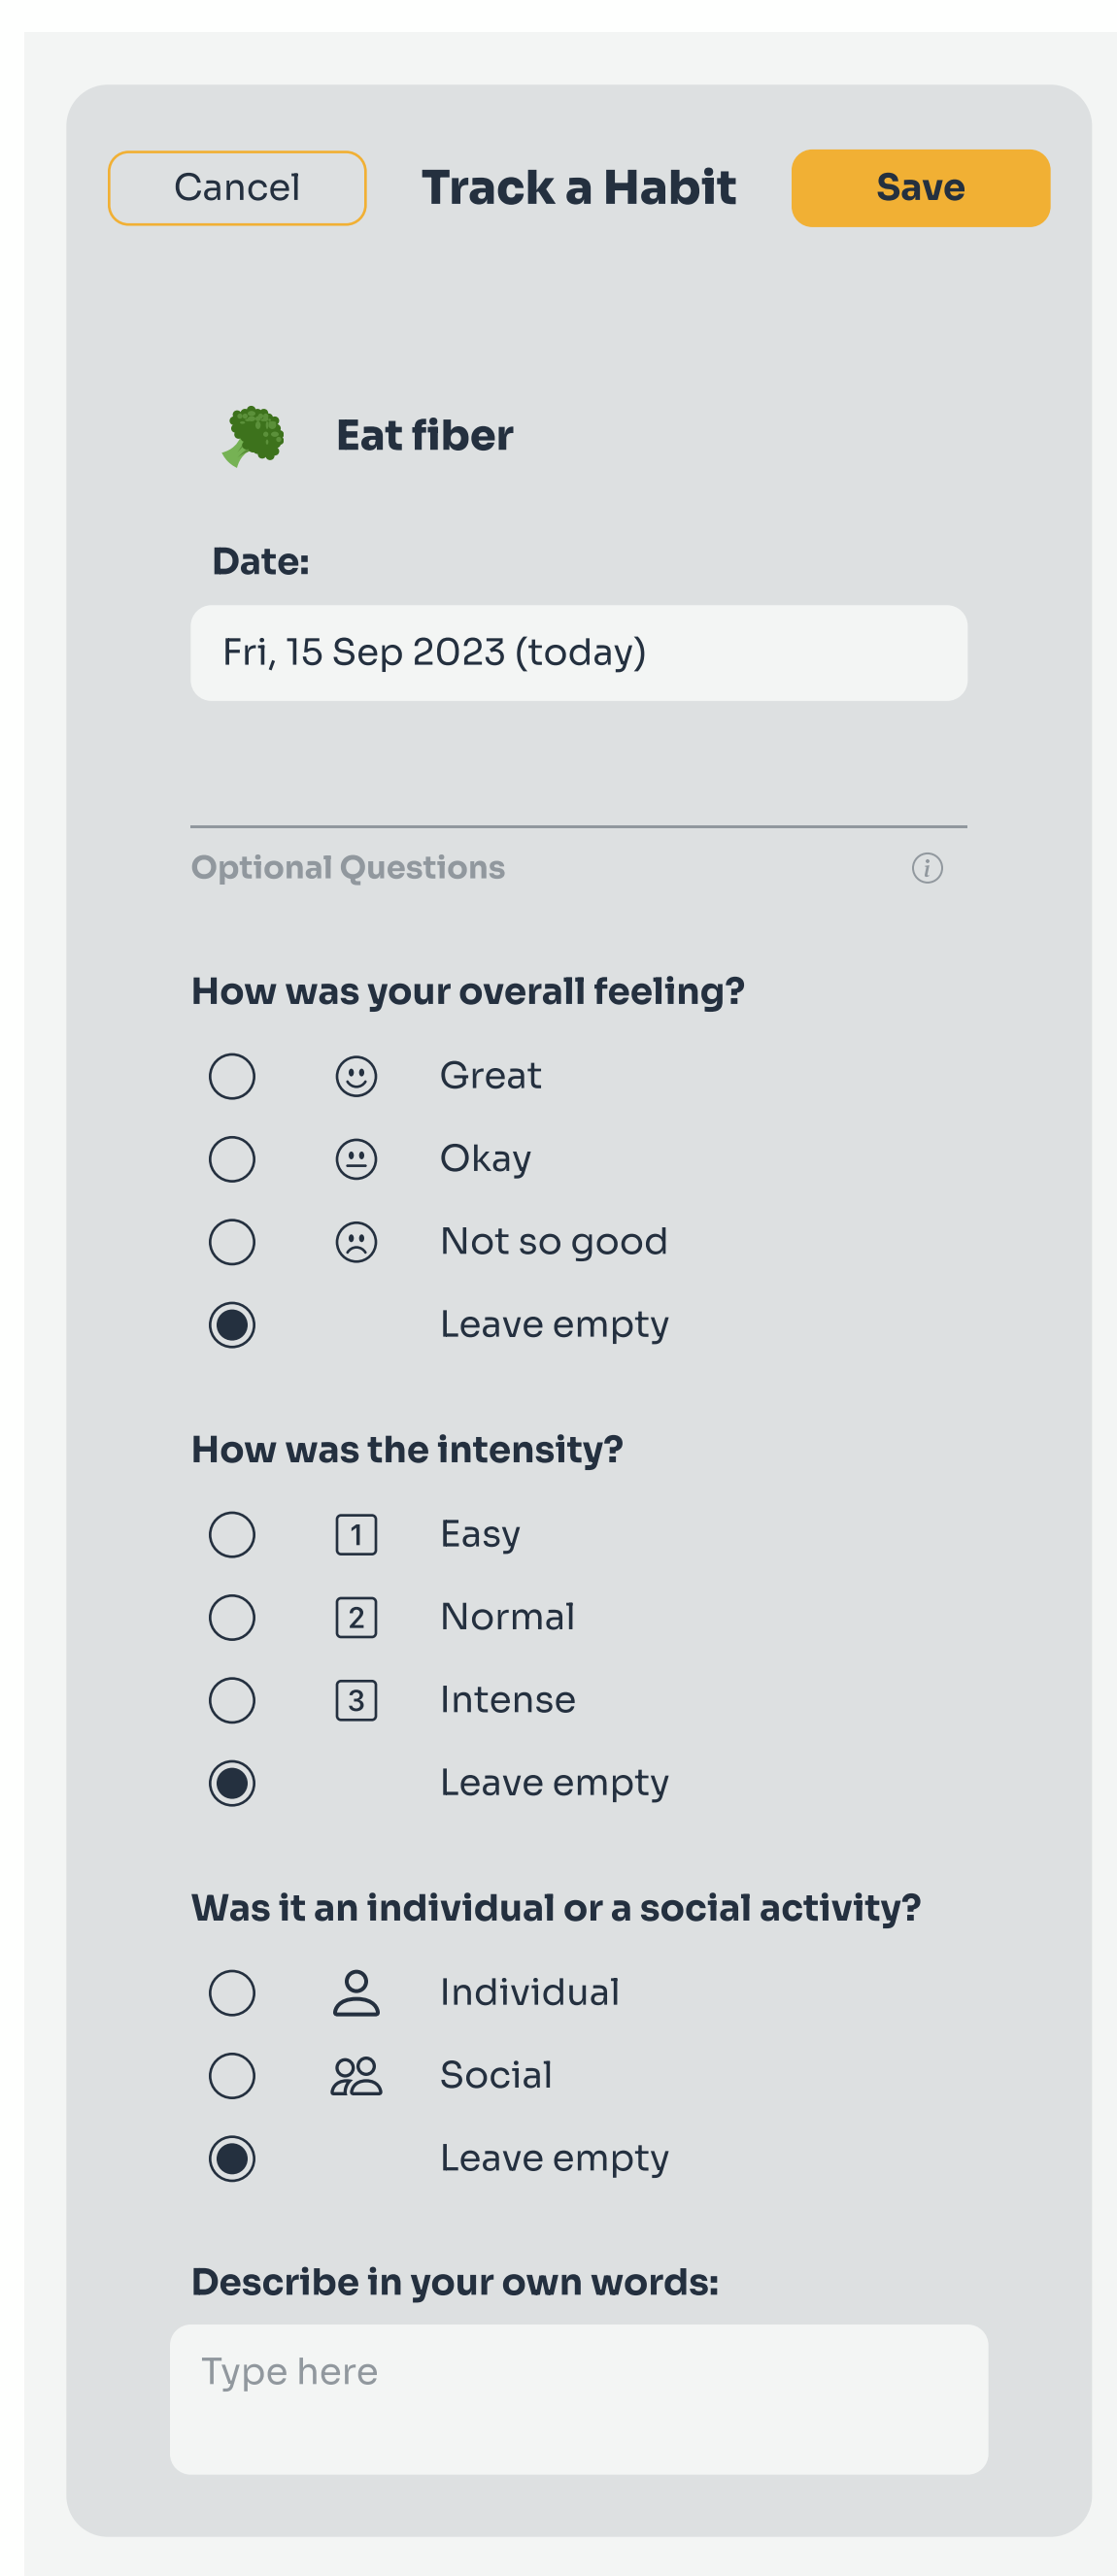 Cancel Track a Habit Save
Eat fiber
Date:
Fri, 15 Sep 2023 (today)
Optional Questions i
How was your overall feeling?
Great
Okay
Not so good
Leave empty
How was the intensity?
1 Easy
2 Normal
3 Intense
Leave empty
Was it an individual or a social activity?
Individual
Social
Leave empty
Describe in your own words:
Type here